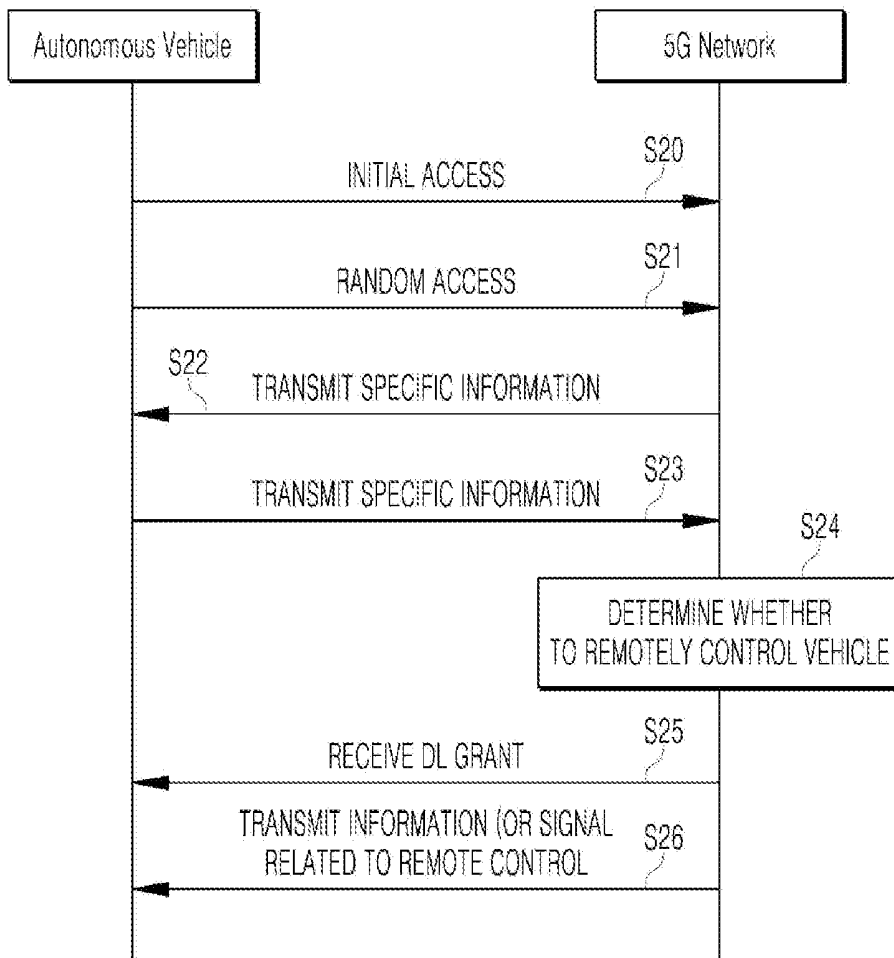 Autonomous Vehicle
5G Network
S20
INITIAL ACCESS
S21
RANDOM ACCESS
S22
TRANSMIT SPECIFIC INFORMATION
S23
TRANSMIT SPECIFIC INFORMATION
S24
DETERMINE WHETHER
TO REMOTELY CONTROL VEHICLE
S25
RECEIVE DL GRANT
TRANSMIT INFORMATION (OR SIGNAL
RELATED TO REMOTE CONTROL
S26